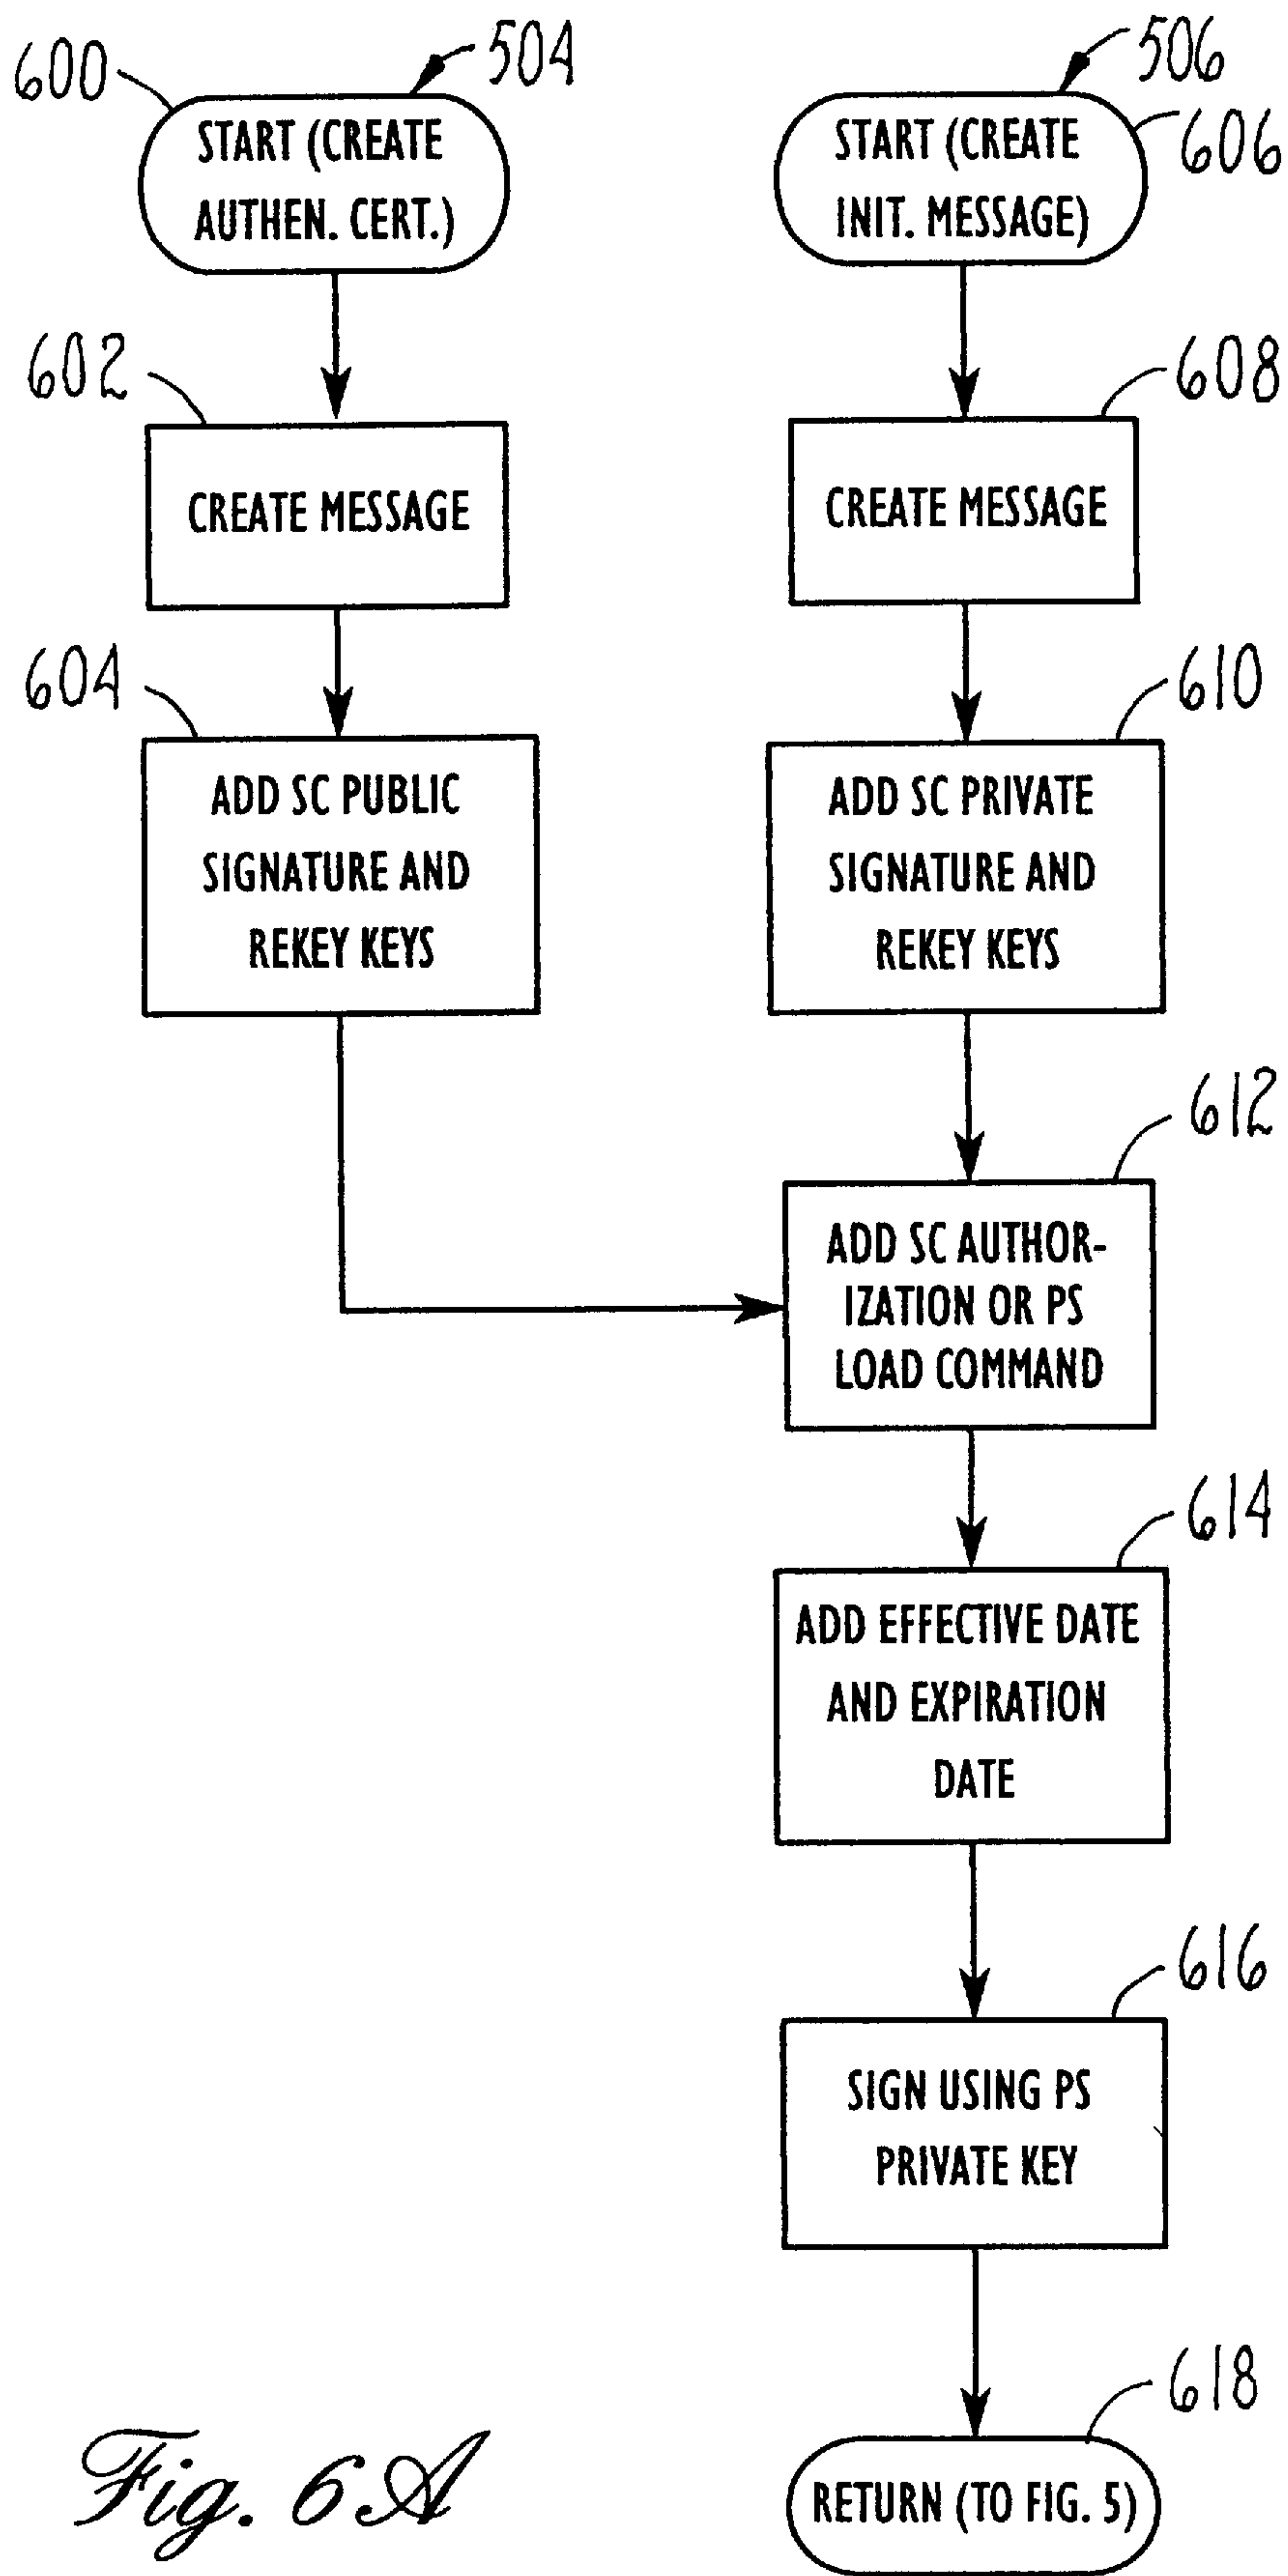 600
504
START (CREATE
AUTHEN. CERT.)
602
CREATE MESSAGE
604
ADD SC PUBLIC
SIGNATURE AND
REKEY KEYS
506
606
START (CREATE
INIT. MESSAGE)
608
CREATE MESSAGE
610
ADD SC PRIVATE
SIGNATURE AND
REKEY KEYS
612
ADD SC AUTHOR-
IZATION OR PS
LOAD COMMAND
614
ADD EFFECTIVE DATE
AND EXPIRATION
DATE
616
SIGN USING PS
PRIVATE KEY
618
RETURN (TO FIG. 5)
Fig. 6A